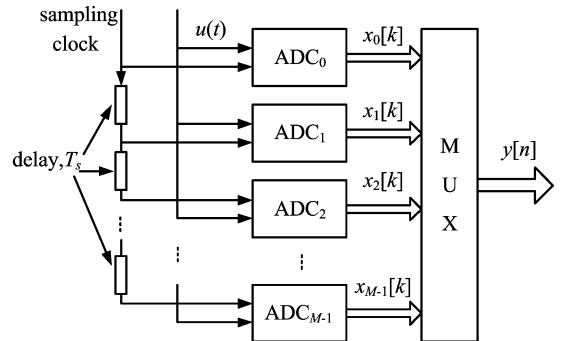 sampling
clock
u(t)
ADC0
x0[k]
ADC1
x1[k]
delay,Ts
ADC2
x2[k]
M
U
X
y[n]
ADCM-1
xM-1[k]